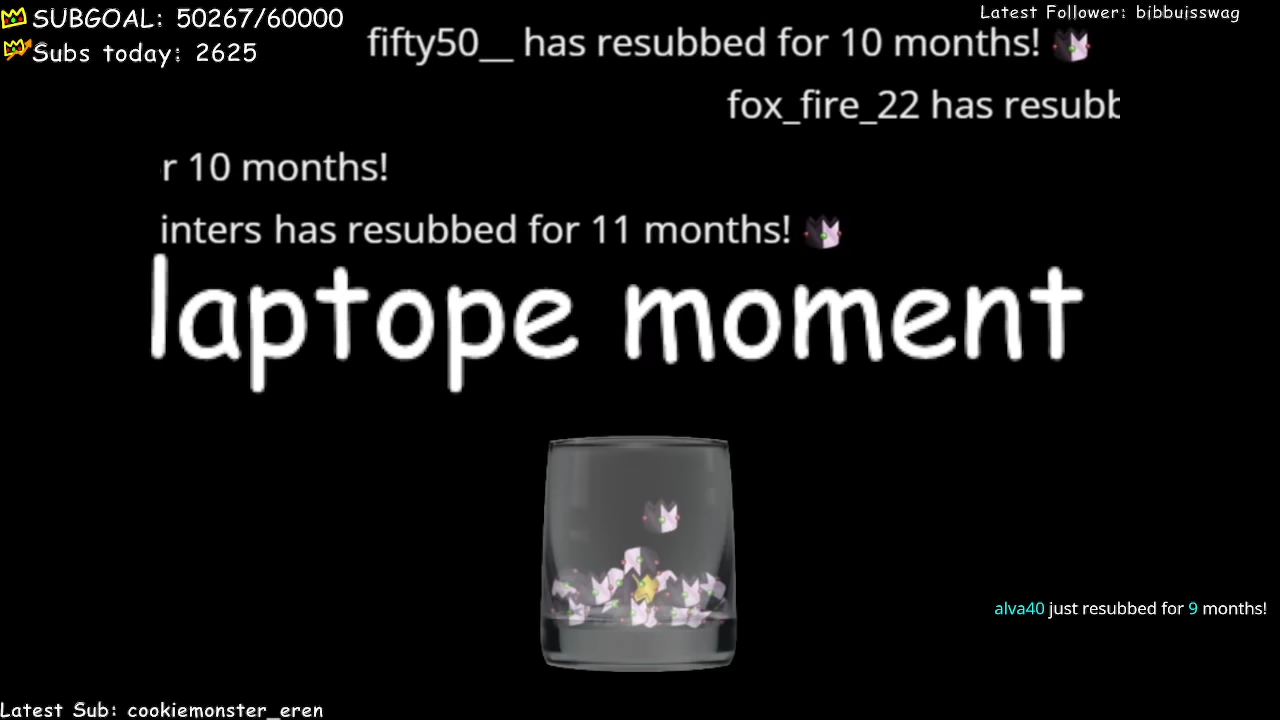 SUBGOAL: 50267/60000
Latest Follower: bibbuisswag
Subs today: 2625
fifty50__ has resubbed for 10 months!
fox_fire_22 has resubb
r 10 months!
inters has resubbed for 11 months!
laptope moment
alva40 just resubbed for 9 months!
Latest Sub: cookiemonster_eren